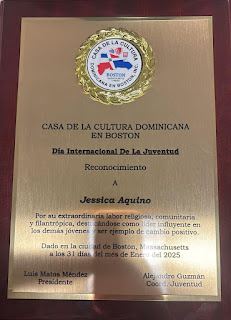 CASA DE LA CULTURA
DOMINICANA EN BOSTON, INC.
BOSTON
CASA DE LA CULTURA DOMINICANA
EN BOSTON
Dia Internacional De La Juventud
Reconocimiento
A
Jessica Aquino
Por su extraordinaria labor religiosa, comunitaria
y filantrópica, destacándose como líder influyente en
los demás jóvenes y ser ejemplo de cambio positivo.
Dado en la ciudad de Boston, Massachusetts
a los 31 días del mes de Enero del 2025
Luis Matos Méndez
Presidente
Alejandro Guzmán
Coord. Juventud